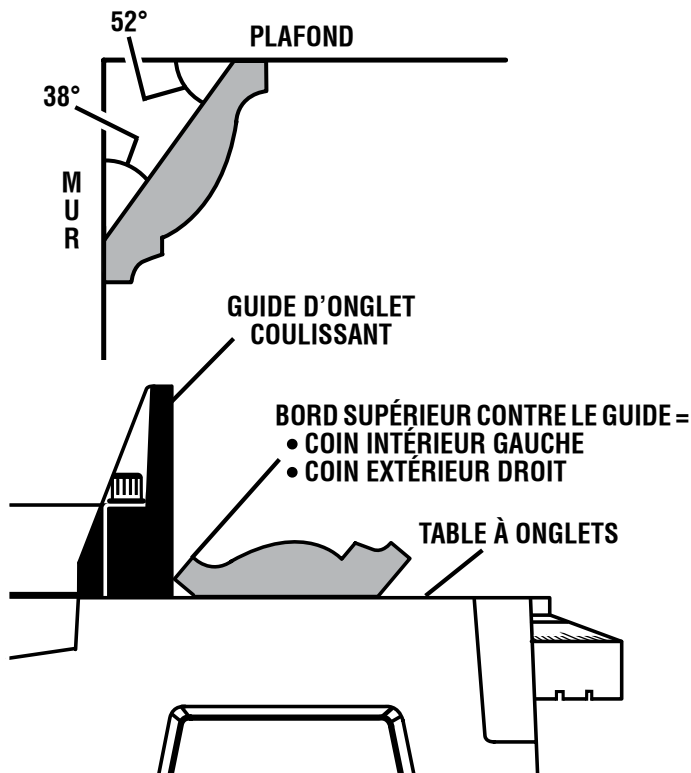 52°
PLAFOND
38°
MUR
GUIDE D’ONGLET
COULISSANT
BORD SUPÉRIEUR CONTRE LE GUIDE =
• COIN INTÉRIEUR GAUCHE
• COIN EXTÉRIEUR DROIT
TABLE À ONGLETS